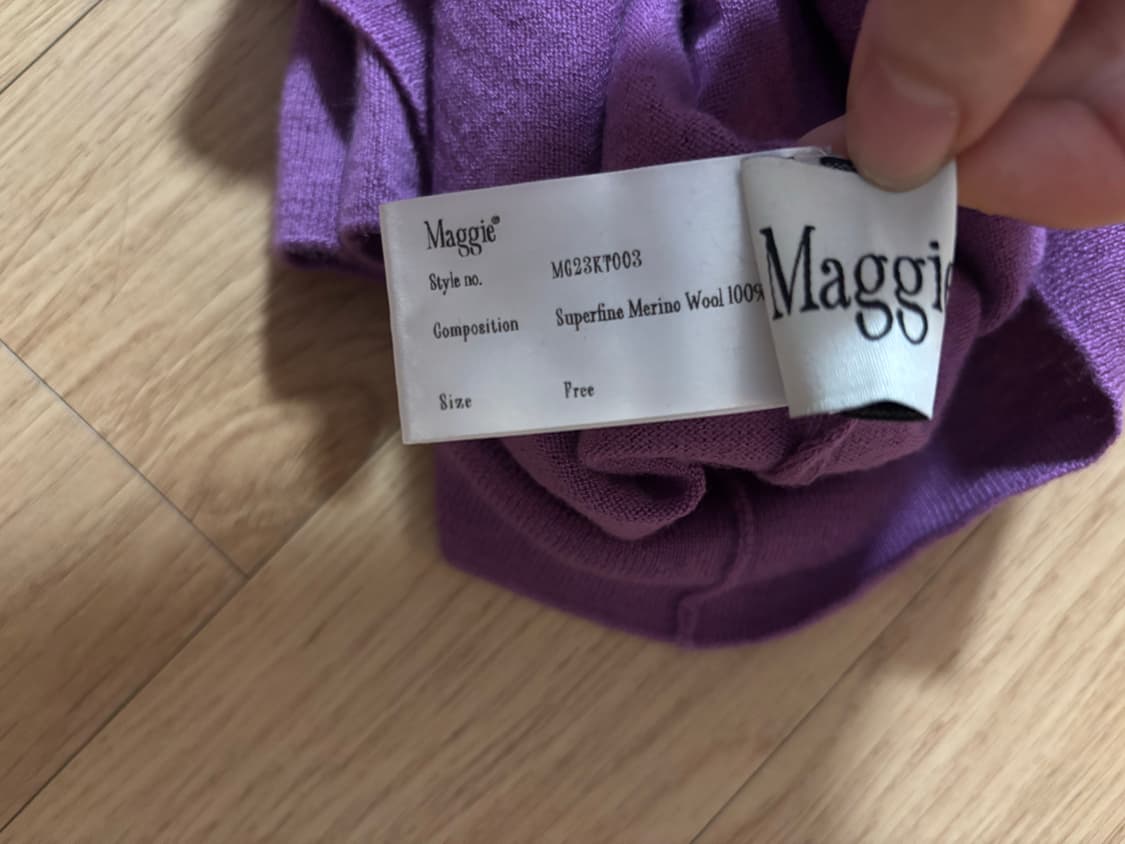 Maggie®
Style no. MG23KT003
Composition Superfine Merino Wool 100%
Size Free
Maggie